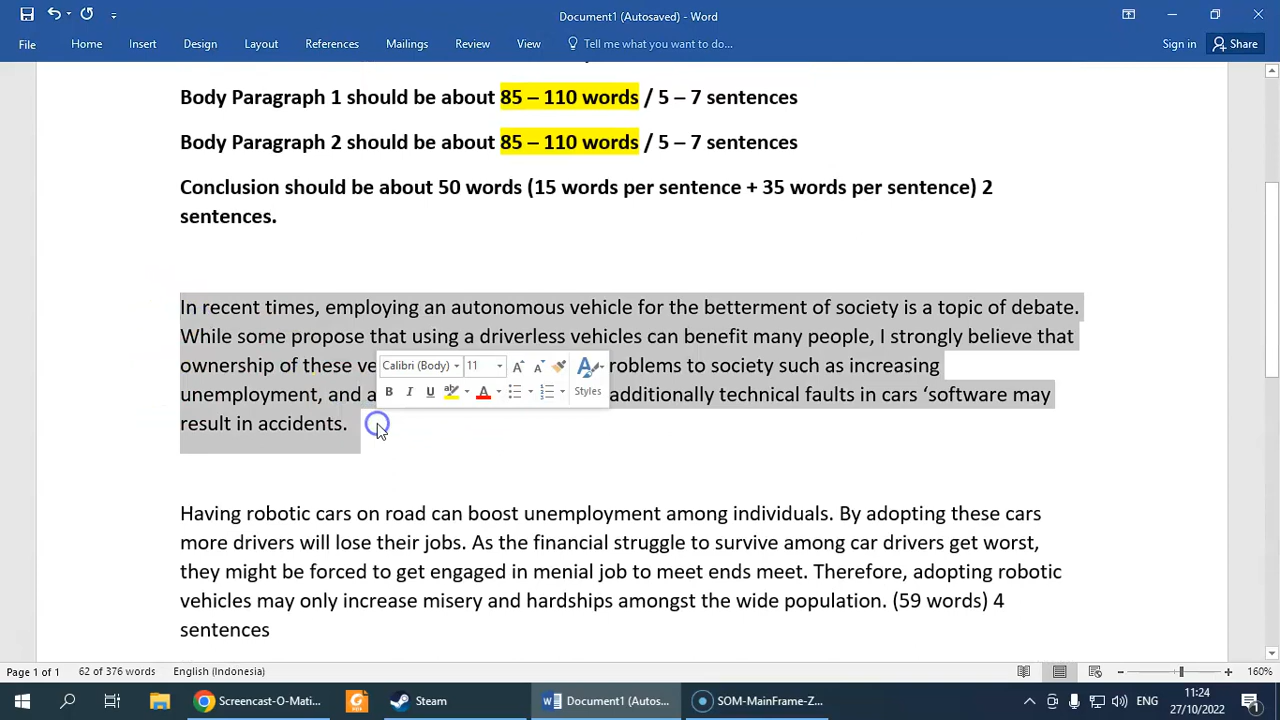 Document1 (Autosaved) - Word
File Home Insert Design Layout References Mailings Review View Tell me what you want to do... Sign in Share
Body Paragraph 1 should be about 85 – 110 words / 5 – 7 sentences
Body Paragraph 2 should be about 85 – 110 words / 5 – 7 sentences
Conclusion should be about 50 words (15 words per sentence + 35 words per sentence) 2
sentences.
In recent times, employing an autonomous vehicle for the betterment of society is a topic of debate.
While some propose that using a driverless vehicles can benefit many people, I strongly believe that
ownership of these ve roblems to society such as increasing
Calibri (Body) 11
unemployment, and a additionally technical faults in cars ‘software may
B I U ab A Styles
result in accidents.
Having robotic cars on road can boost unemployment among individuals. By adopting these cars
more drivers will lose their jobs. As the financial struggle to survive among car drivers get worst,
they might be forced to get engaged in menial job to meet ends meet. Therefore, adopting robotic
vehicles may only increase misery and hardships amongst the wide population. (59 words) 4
sentences
Page 1 of 1 62 of 376 words English (Indonesia) 160%
Screencast-O-Mati... Steam Document1 (Autos... SOM-MainFrame-Z... ENG 11:24
27/10/2022